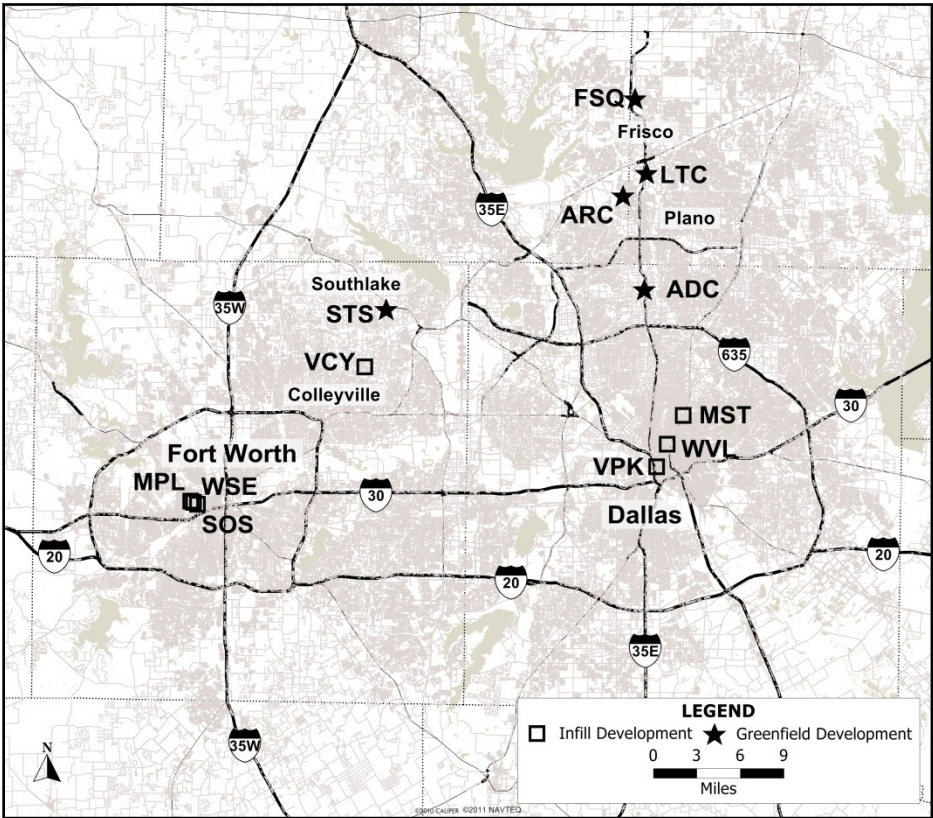 FSQ
Frisco
LTC
ARC
Plano
35E
ADC
Southlake
STS
35W
VCY
Colleyville
635
30
MST
WVL
VPK
Fort Worth
MPL
WSE
SOS
30
Dallas
20
20
20
35E
35W
N
LEGEND
Infill Development Greenfield Development
0 3 6 9
Miles
©2010 CALIPER ©2011 NAVTEQ